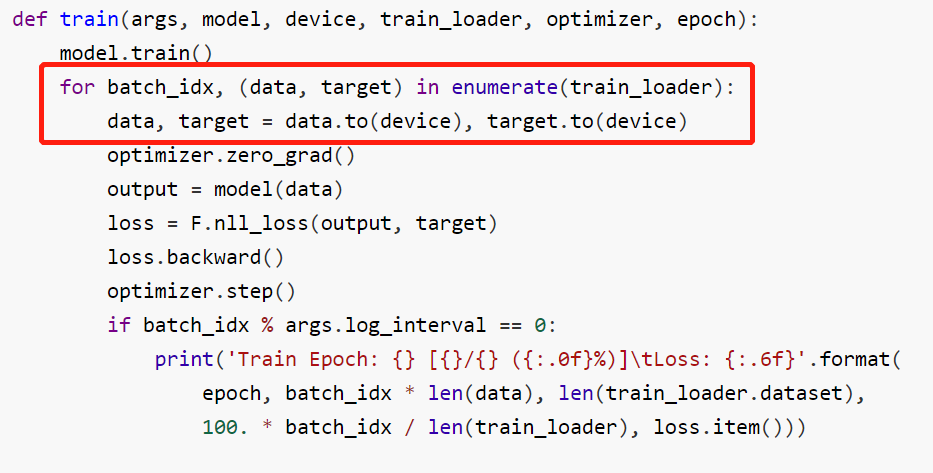 def train(args, model, device, train_loader, optimizer, epoch):
    model.train()
    for batch_idx, (data, target) in enumerate(train_loader):
        data, target = data.to(device), target.to(device)
        optimizer.zero_grad()
        output = model(data)
        loss = F.nll_loss(output, target)
        loss.backward()
        optimizer.step()
        if batch_idx % args.log_interval == 0:
            print('Train Epoch: {} [{}/{} ({:.0f}%)]\tLoss: {:.6f}'.format(
                epoch, batch_idx * len(data), len(train_loader.dataset),
                100. * batch_idx / len(train_loader), loss.item()))